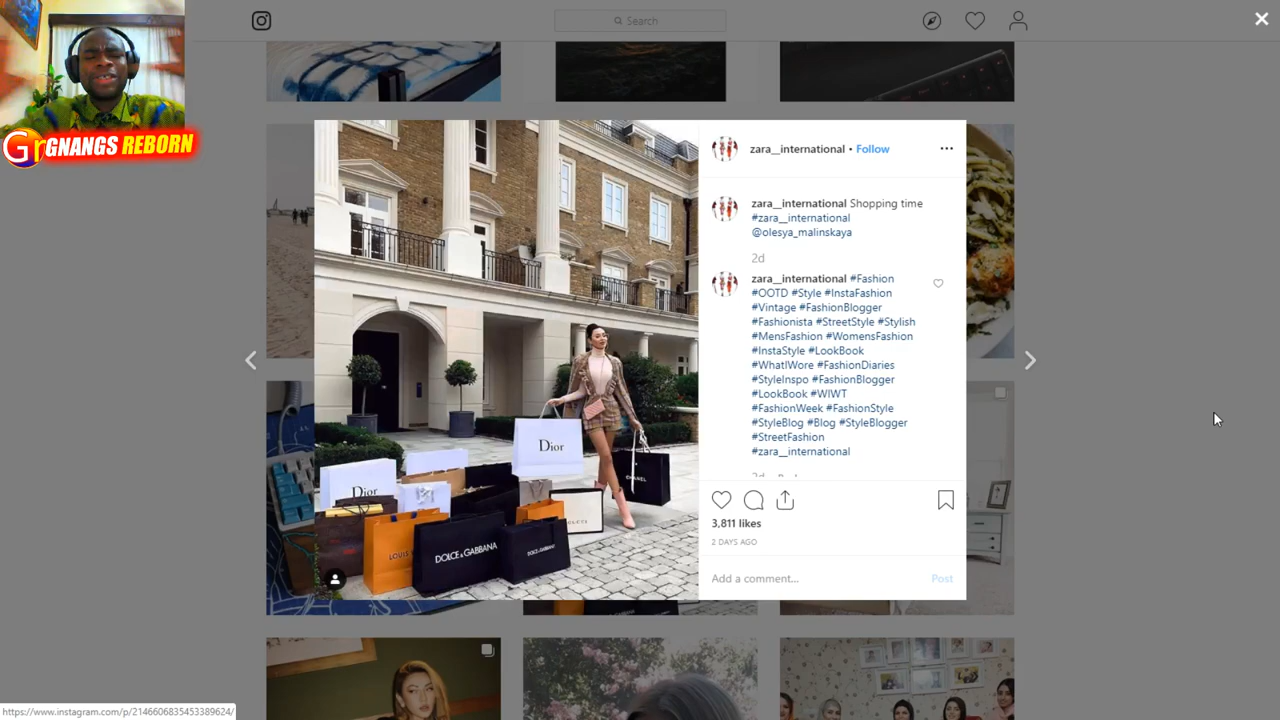 Search
Gr GNANGS REBORN
zara__international • Follow
zara__international Shopping time
#zara__international
@olesya_malinskaya
2d
zara__international #Fashion
#OOTD #Style #InstaFashion
#Vintage #FashionBlogger
#Fashionista #StreetStyle #Stylish
#MensFashion #WomensFashion
#InstaStyle #LookBook
#WhatIWore #FashionDiaries
#StyleInspo #FashionBlogger
#LookBook #WIWT
#FashionWeek #FashionStyle
#StyleBlog #Blog #StyleBlogger
#StreetFashion
#zara__international
Dior
CHANEL
Dior
GUCCI
LOUIS
DOLCE & GABBANA
DOLCE & GABBANA
3,811 likes
2 DAYS AGO
Add a comment...
Post
https://www.instagram.com/p/2146606835453389624/